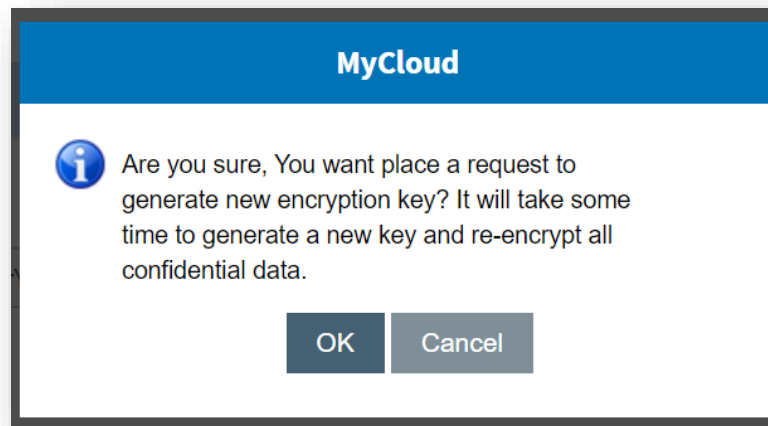 MyCloud
Are you sure, You want place a request to
generate new encryption key? It will take some
time to generate a new key and re-encrypt all
confidential data.
OK Cancel